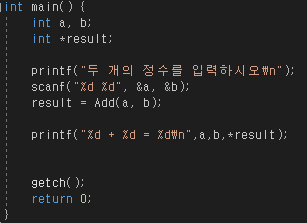 int main() {
int a, b;
int *result;
printf("두 개의 정수를 입력하시오₩n");
scanf("%d %d", &a, &b);
result = Add(a, b);
printf("%d + %d = %d₩n",a,b,*result);
getch();
return 0;
}